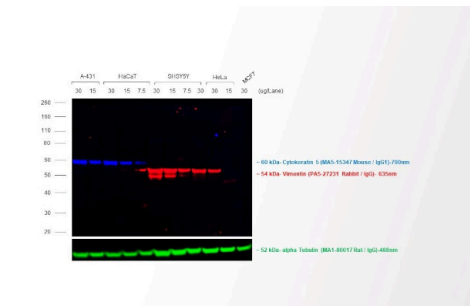 A-431 HaCaT SHSY5Y HeLa MCF7
30 15 30 15 7.5 30 15 7.5 30 15 30 (ug/Lane)
260
160
110
80
60
~ 60 kDa- Cytokeratin 5 (MA5-15347 Mouse / IgG1)-790nm
50
~ 54 kDa- Vimentin (PA5-27231 Rabbit / IgG)- 635nm
40
30
20
~ 52 kDa- alpha Tubulin (MA1-80017 Rat / IgG)-488nm